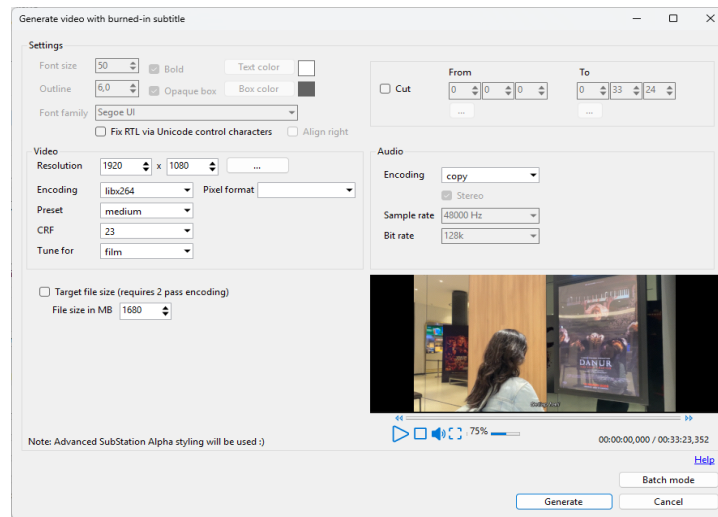 Generate video with burned-in subtitle
Settings
Font size 50 Bold Text color
Outline 6,0 Opaque box Box color
Font family Segoe UI
Fix RTL via Unicode control characters Align right
From To
Cut 0 0 0 0 33 24
... ...
Video
Resolution 1920 x 1080 ...
Encoding libx264 Pixel format
Preset medium
CRF 23
Tune for film
Audio
Encoding copy
Stereo
Sample rate 48000 Hz
Bit rate 128k
Target file size (requires 2 pass encoding)
File size in MB 1680
DANUR
75%
Note: Advanced SubStation Alpha styling will be used :)
00:00:00,000 / 00:33:23,352
Help
Batch mode
Generate Cancel